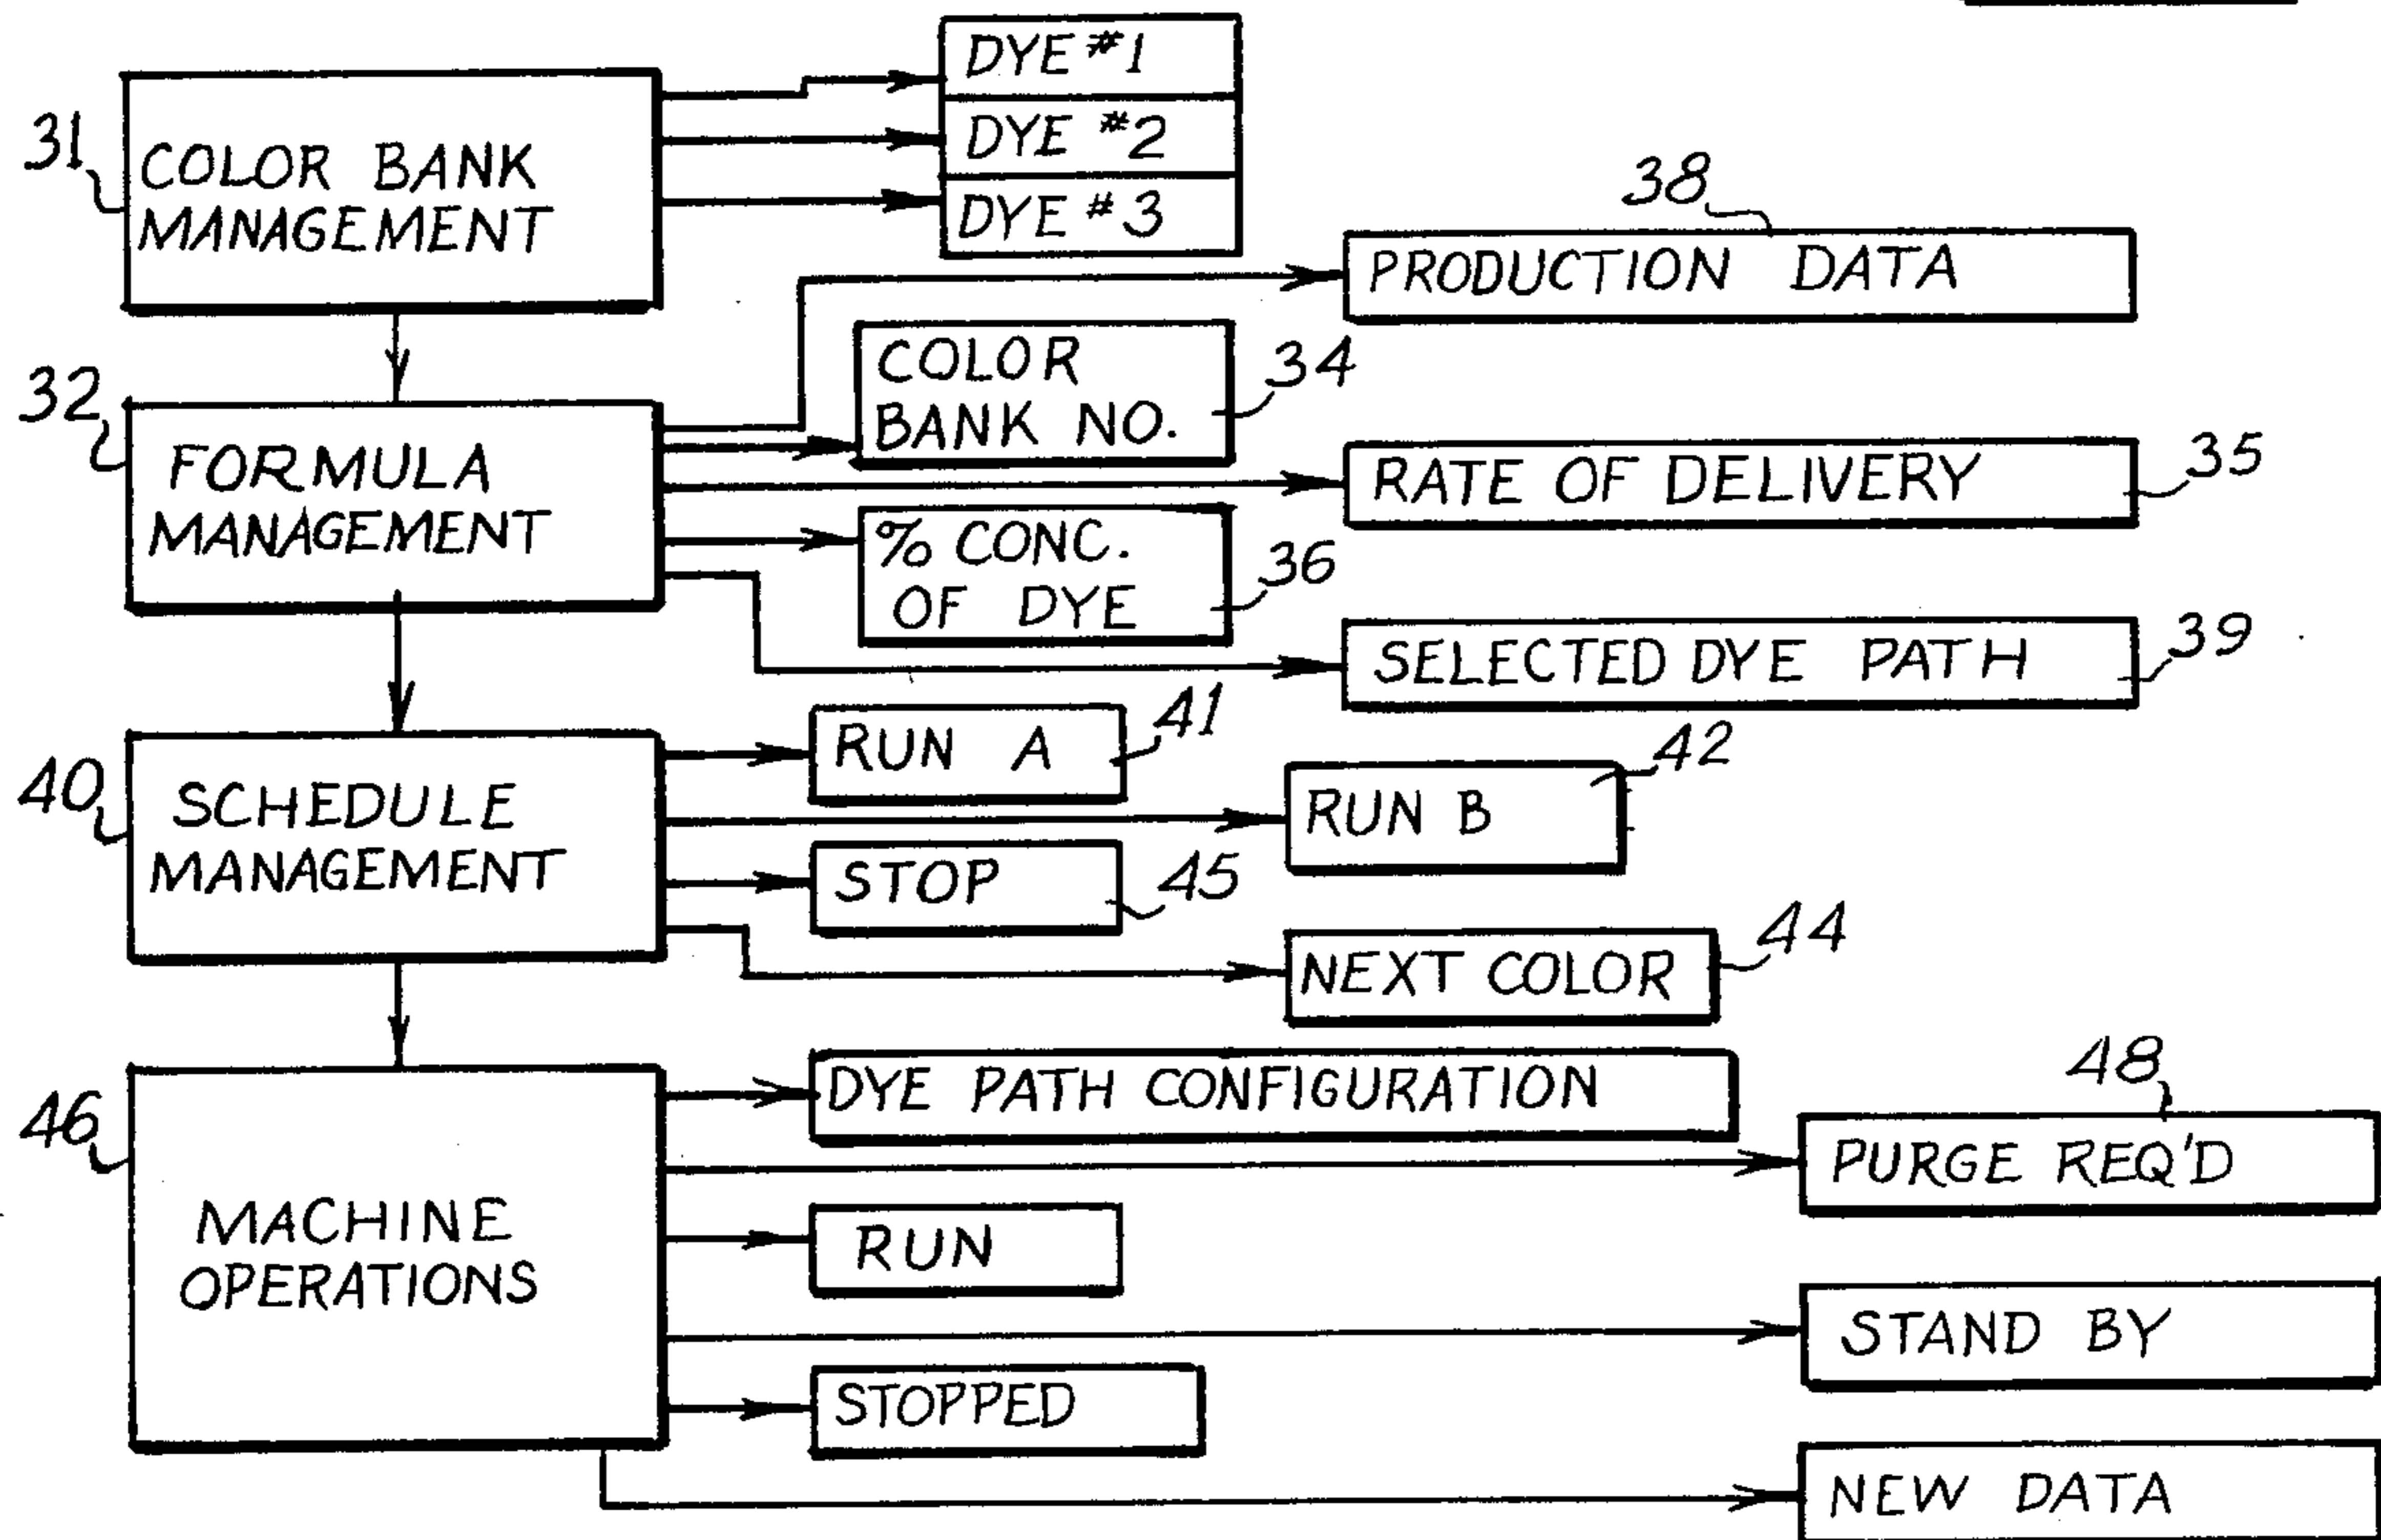 DYE #1
31
COLOR BANK
MANAGEMENT
DYE #2
DYE #3
38
PRODUCTION DATA
32
FORMULA
MANAGEMENT
COLOR
BANK NO.
34
RATE OF DELIVERY
35
% CONC.
OF DYE
36
SELECTED DYE PATH
39
40
SCHEDULE
MANAGEMENT
RUN A
41
RUN B
42
STOP
45
NEXT COLOR
44
46
MACHINE
OPERATIONS
DYE PATH CONFIGURATION
48
PURGE REQ'D
RUN
STAND BY
STOPPED
NEW DATA